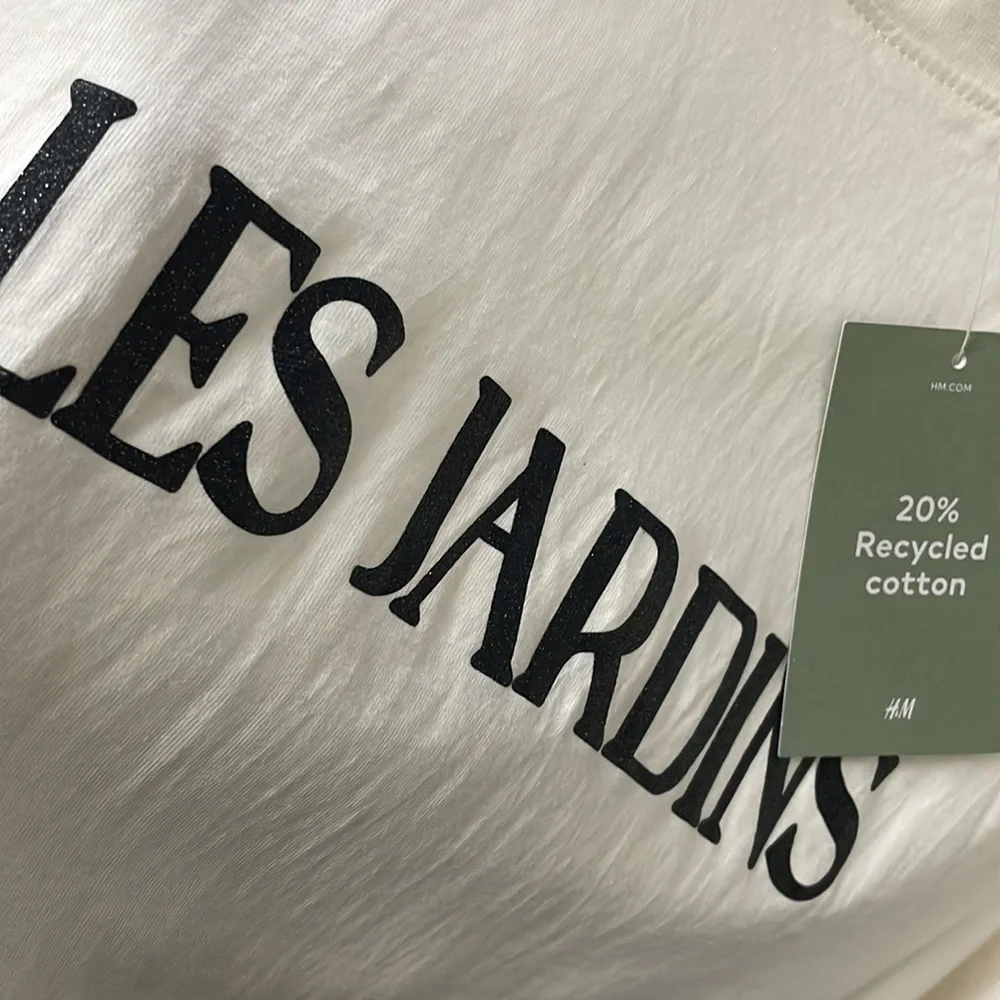 LES JARDINS
HM.COM
20%
Recycled
cotton
H&M